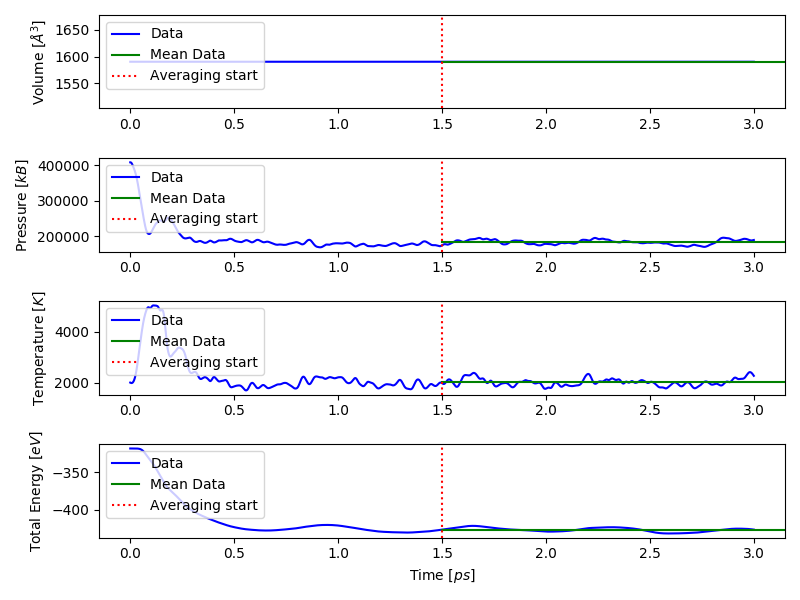 Volume [Å³]
1650
1600
1550
Data
Mean Data
Averaging start
0.0 0.5 1.0 1.5 2.0 2.5 3.0
Pressure [kB]
400000
300000
200000
Data
Mean Data
Averaging start
0.0 0.5 1.0 1.5 2.0 2.5 3.0
Temperature [K]
4000
2000
Data
Mean Data
Averaging start
0.0 0.5 1.0 1.5 2.0 2.5 3.0
Total Energy [eV]
−350
−400
Data
Mean Data
Averaging start
0.0 0.5 1.0 1.5 2.0 2.5 3.0
Time [ps]